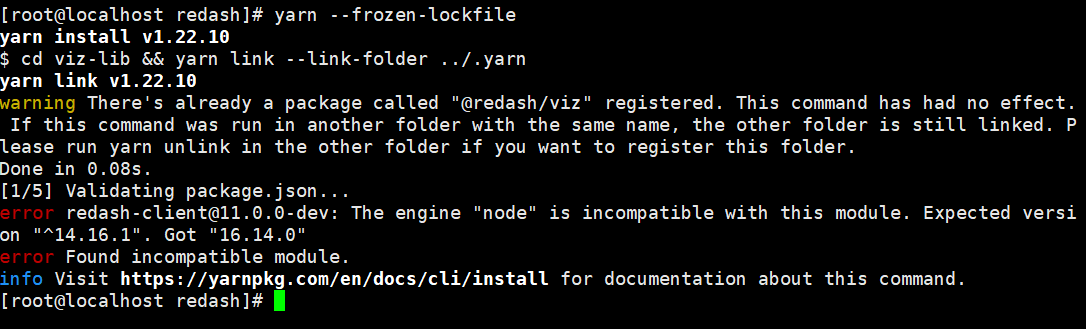 [root@localhost redash]# yarn --frozen-lockfile
yarn install v1.22.10
$ cd viz-lib && yarn link --link-folder ../.yarn
yarn link v1.22.10
warning There's already a package called "@redash/viz" registered. This command has had no effect.
 If this command was run in another folder with the same name, the other folder is still linked. P
lease run yarn unlink in the other folder if you want to register this folder.
Done in 0.08s.
[1/5] Validating package.json...
error redash-client@11.0.0-dev: The engine "node" is incompatible with this module. Expected versi
on "^14.16.1". Got "16.14.0"
error Found incompatible module.
info Visit https://yarnpkg.com/en/docs/cli/install for documentation about this command.
[root@localhost redash]#